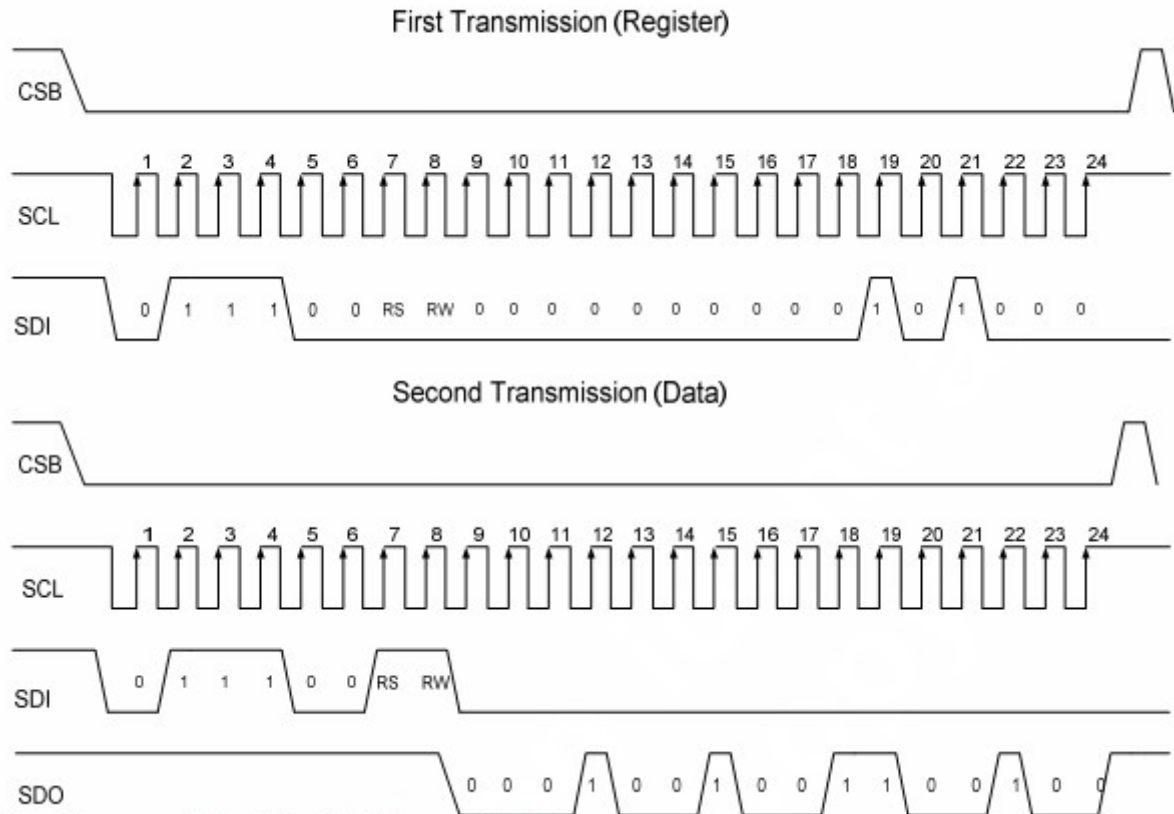 First Transmission (Register)
CSB
1 2 3 4 5 6 7 8 9 10 11 12 13 14 15 16 17 18 19 20 21 22 23 24
SCL
0 1 1 1 0 0 RS RW 0 0 0 0 0 0 0 0 0 0 1 0 1 0 0 0
SDI
Second Transmission (Data)
CSB
1 2 3 4 5 6 7 8 9 10 11 12 13 14 15 16 17 18 19 20 21 22 23 24
SCL
0 1 1 1 0 0 RS RW
SDI
0 0 0 1 0 0 1 0 0 1 1 0 0 1 0 0
SDO